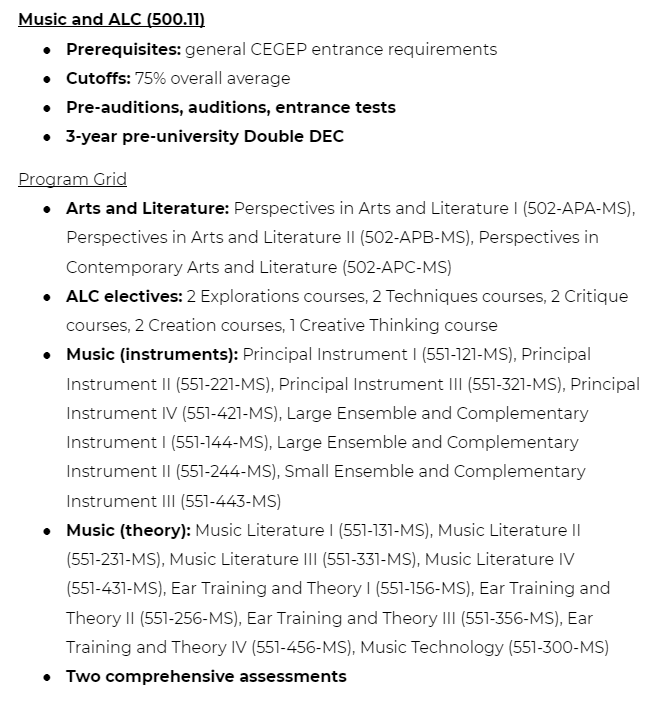 Music and ALC (500.11)
● Prerequisites: general CEGEP entrance requirements
● Cutoffs: 75% overall average
● Pre-auditions, auditions, entrance tests
● 3-year pre-university Double DEC
Program Grid
● Arts and Literature: Perspectives in Arts and Literature I (502-APA-MS),
Perspectives in Arts and Literature II (502-APB-MS), Perspectives in
Contemporary Arts and Literature (502-APC-MS)
● ALC electives: 2 Explorations courses, 2 Techniques courses, 2 Critique
courses, 2 Creation courses, 1 Creative Thinking course
● Music (instruments): Principal Instrument I (551-121-MS), Principal
Instrument II (551-221-MS), Principal Instrument III (551-321-MS), Principal
Instrument IV (551-421-MS), Large Ensemble and Complementary
Instrument I (551-144-MS), Large Ensemble and Complementary
Instrument II (551-244-MS), Small Ensemble and Complementary
Instrument III (551-443-MS)
● Music (theory): Music Literature I (551-131-MS), Music Literature II
(551-231-MS), Music Literature III (551-331-MS), Music Literature IV
(551-431-MS), Ear Training and Theory I (551-156-MS), Ear Training and
Theory II (551-256-MS), Ear Training and Theory III (551-356-MS), Ear
Training and Theory IV (551-456-MS), Music Technology (551-300-MS)
● Two comprehensive assessments